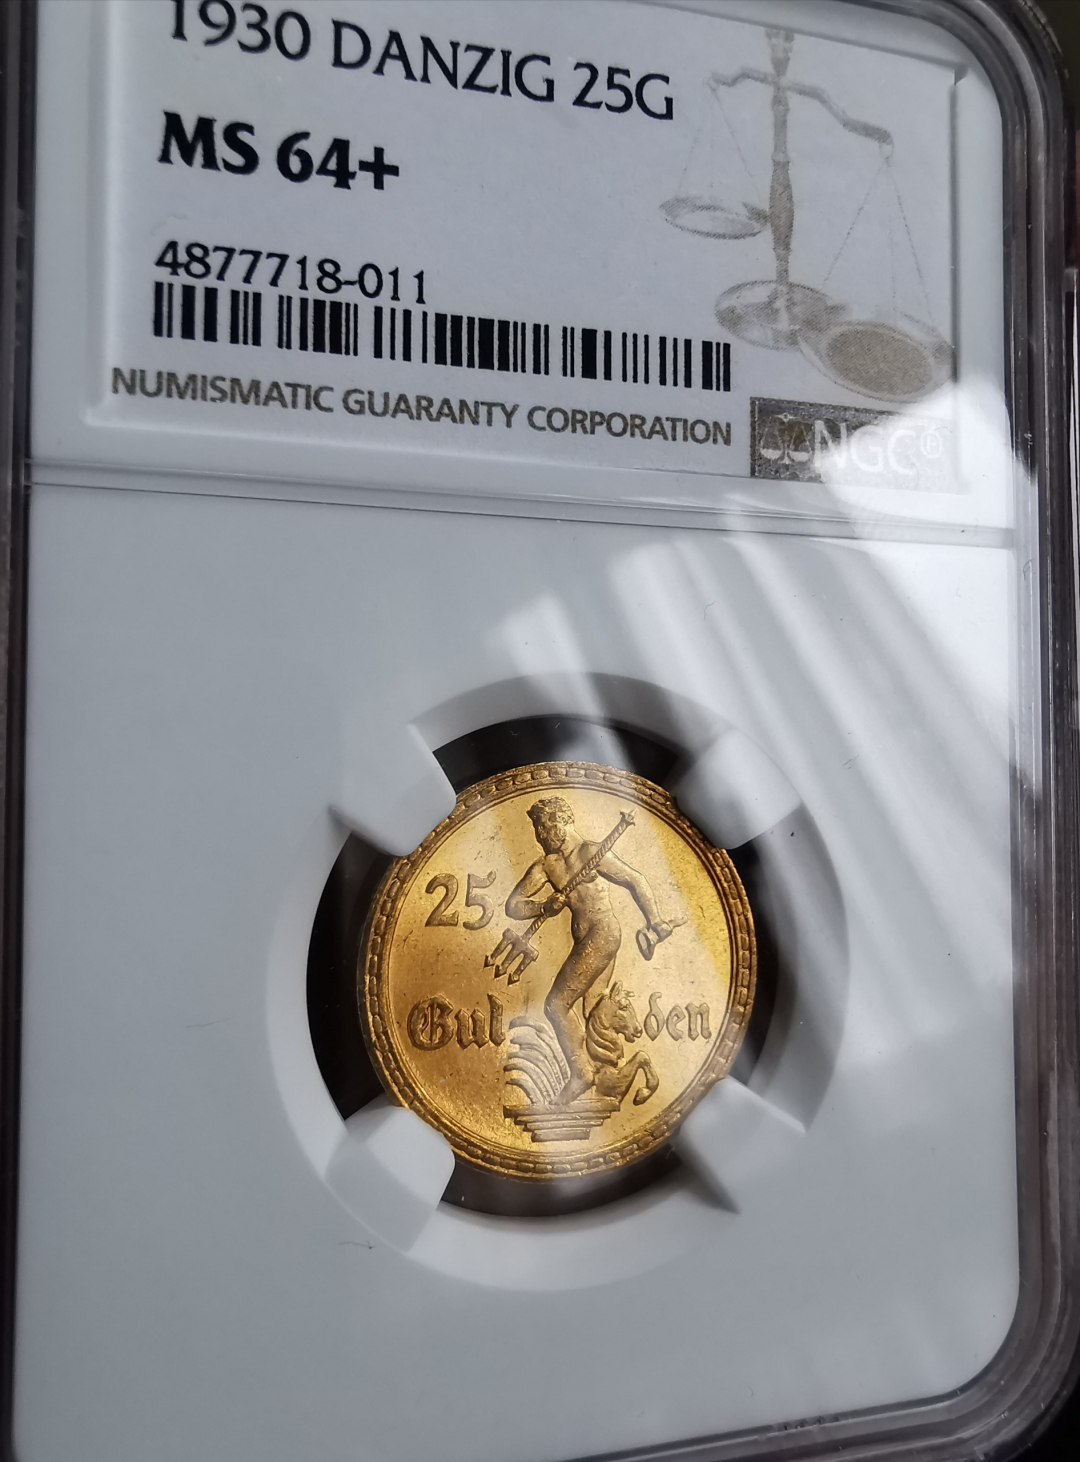 1930 DANZIG 25G
MS 64+
4877718-011
NUMISMATIC GUARANTY CORPORATION
NGC®
25
Gul den